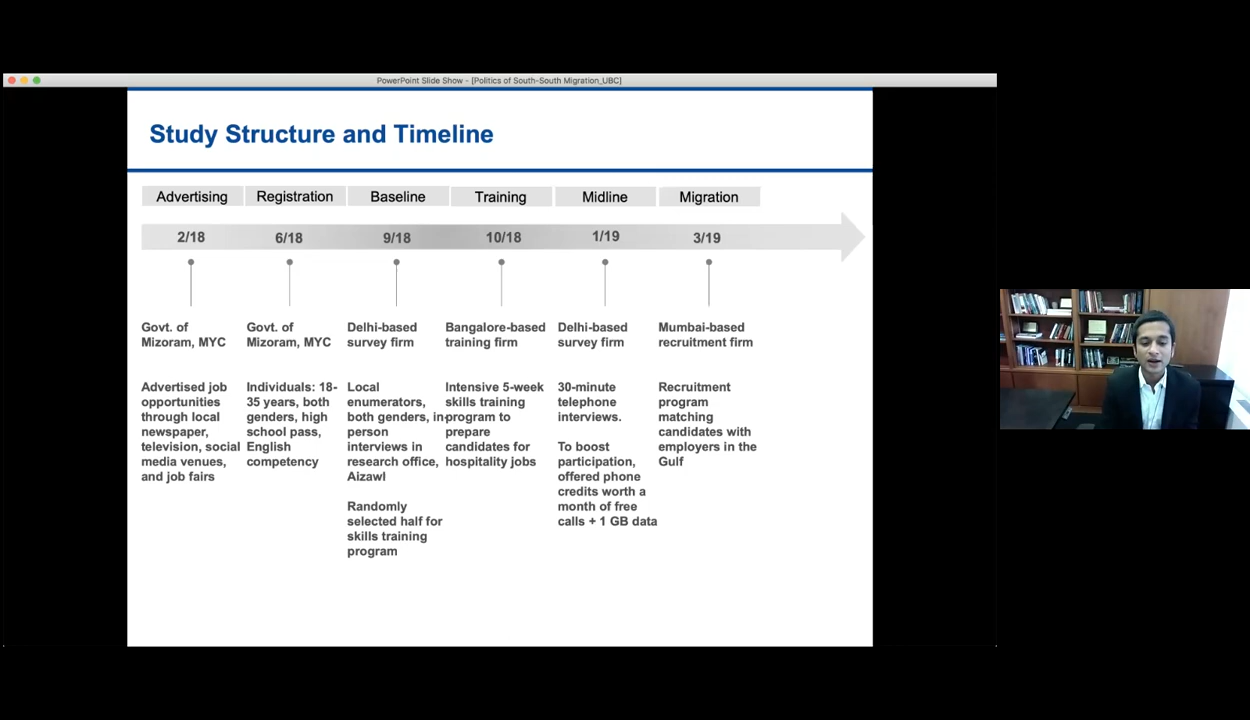 PowerPoint Slide Show - [Politics of South-South Migration_UBC]
Study Structure and Timeline
Advertising
Registration
Baseline
Training
Midline
Migration
2/18
6/18
9/18
10/18
1/19
3/19
Govt. of
Mizoram, MYC
Govt. of
Mizoram, MYC
Delhi-based
survey firm
Bangalore-based
training firm
Delhi-based
survey firm
Mumbai-based
recruitment firm
Advertised job
opportunities
through local
newspaper,
television, social
media venues,
and job fairs
Individuals: 18-
35 years, both
genders, high
school pass,
English
competency
Local
enumerators,
both genders, in-
person
interviews in
research office,
Aizawl
Randomly
selected half for
skills training
program
Intensive 5-week
skills training
program to
prepare
candidates for
hospitality jobs
30-minute
telephone
interviews.
To boost
participation,
offered phone
credits worth a
month of free
calls + 1 GB data
Recruitment
program
matching
candidates with
employers in the
Gulf